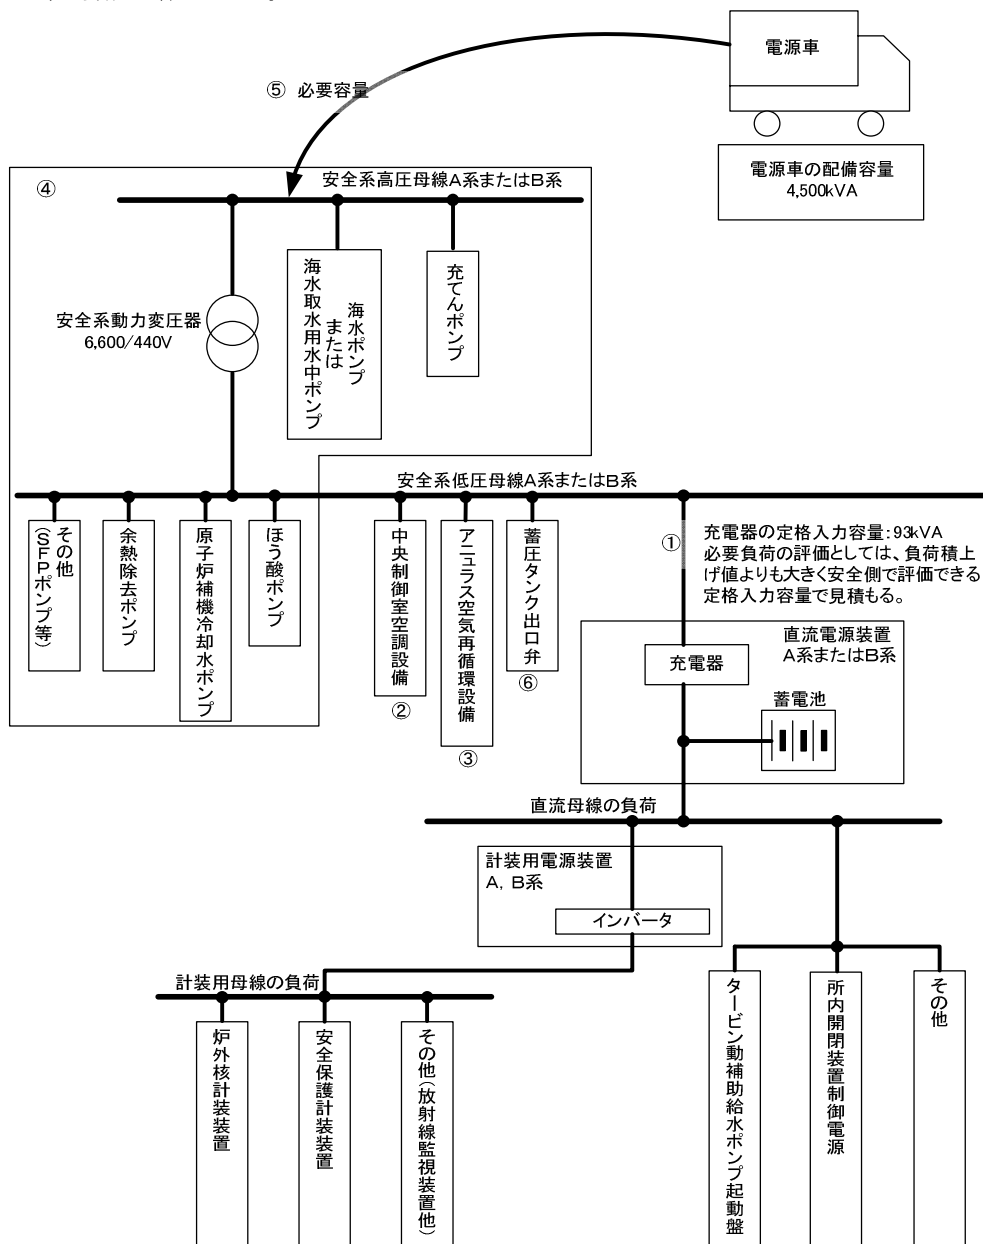 電源車
⑤ 必要容量
電源車の配備容量
4,500kVA
④
安全系高圧母線A系またはB系
海水ポンプ
または
海水取水用水中ポンプ
充てんポンプ
安全系動力変圧器
6,600/440V
安全系低圧母線A系またはB系
その他
(SFPポンプ等)
余熱除去ポンプ
原子炉補機冷却水ポンプ
ほう酸ポンプ
中央制御室空調設備
②
アニュラス空気再循環設備
③
蓄圧タンク出口弁
⑥
①
充電器の定格入力容量:93kVA
必要負荷の評価としては、負荷積上
げ値よりも大きく安全側で評価できる
定格入力容量で見積もる。
直流電源装置
A系またはB系
充電器
蓄電池
直流母線の負荷
計装用電源装置
A, B系
インバータ
計装用母線の負荷
炉外核計装装置
安全保護計装装置
その他(放射線監視装置他)
タービン動補助給水ポンプ起動盤
所内開閉装置制御電源
その他